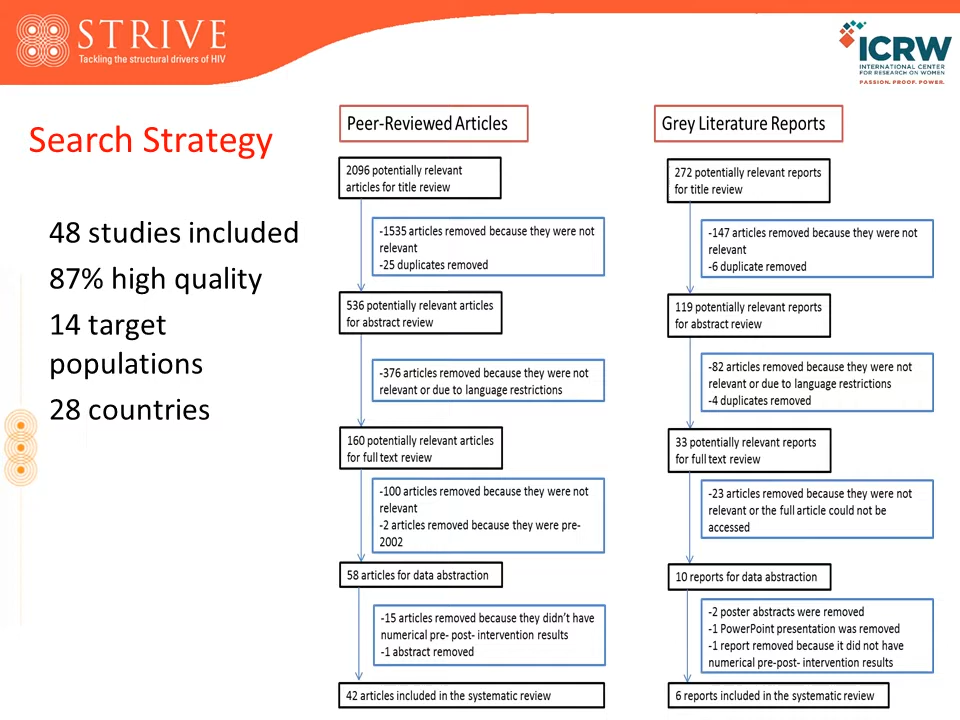 STRIVE
Tackling the structural drivers of HIV
ICRW
INTERNATIONAL CENTER
FOR RESEARCH ON WOMEN
PASSION. PROOF. POWER.
Search Strategy
48 studies included
87% high quality
14 target
populations
28 countries
Peer-Reviewed Articles
2096 potentially relevant
articles for title review
-1535 articles removed because they were not
relevant
-25 duplicates removed
536 potentially relevant articles
for abstract review
-376 articles removed because they were not
relevant or due to language restrictions
160 potentially relevant articles
for full text review
-100 articles removed because they were not
relevant
-2 articles removed because they were pre-
2002
58 articles for data abstraction
-15 articles removed because they didn't have
numerical pre- post- intervention results
-1 abstract removed
42 articles included in the systematic review
Grey Literature Reports
272 potentially relevant reports
for title review
-147 articles removed because they were not
relevant
-6 duplicate removed
119 potentially relevant reports
for abstract review
-82 articles removed because they were not
relevant or due to language restrictions
-4 duplicates removed
33 potentially relevant reports
for full text review
-23 articles removed because they were not
relevant or the full article could not be
accessed
10 reports for data abstraction
-2 poster abstracts were removed
-1 PowerPoint presentation was removed
-1 report removed because it did not have
numerical pre-post- intervention results
6 reports included in the systematic review